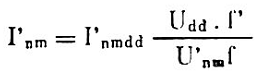 I'nm = I'nmdd Udd . f' / U'nm f